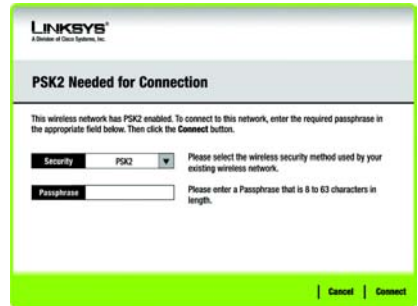 LINKSYS®
A Division of Cisco Systems, Inc.
PSK2 Needed for Connection
This wireless network has PSK2 enabled. To connect to this network, enter the required passphrase in
the appropriate field below. Then click the Connect button.
Security
PSK2
Please select the wireless security method used by your
existing wireless network.
Passphrase
Please enter a Passphrase that is 8 to 63 characters in
length.
Cancel
Connect